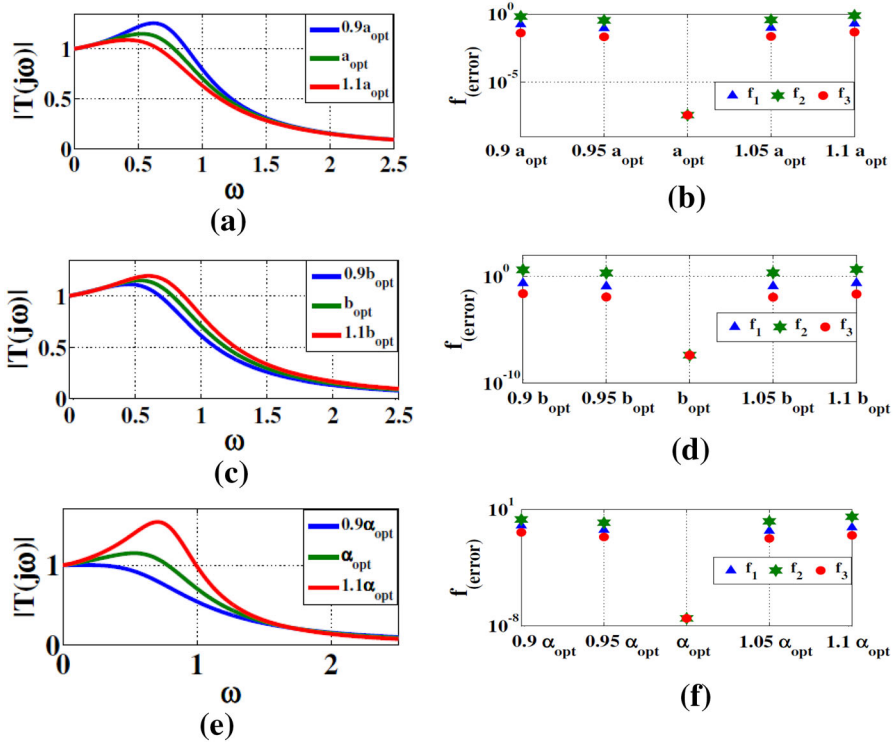 |T(jω)|
1
0.5
0
0 0.5 1 1.5 2 2.5
ω
0.9a_opt
a_opt
1.1a_opt
(a)
f_(error)
10^0
10^-5
f_1 f_2 f_3
0.9 a_opt 0.95 a_opt a_opt 1.05 a_opt 1.1 a_opt
(b)
|T(jω)|
1
0.5
0
0 0.5 1 1.5 2 2.5
ω
0.9b_opt
b_opt
1.1b_opt
(c)
f_(error)
10^0
10^-10
f_1 f_2 f_3
0.9 b_opt 0.95 b_opt b_opt 1.05 b_opt 1.1 b_opt
(d)
|T(jω)|
1
0
0 1 2
ω
0.9α_opt
α_opt
1.1α_opt
(e)
f_(error)
10^1
10^-8
f_1 f_2 f_3
0.9 α_opt 0.95 α_opt α_opt 1.05 α_opt 1.1 α_opt
(f)